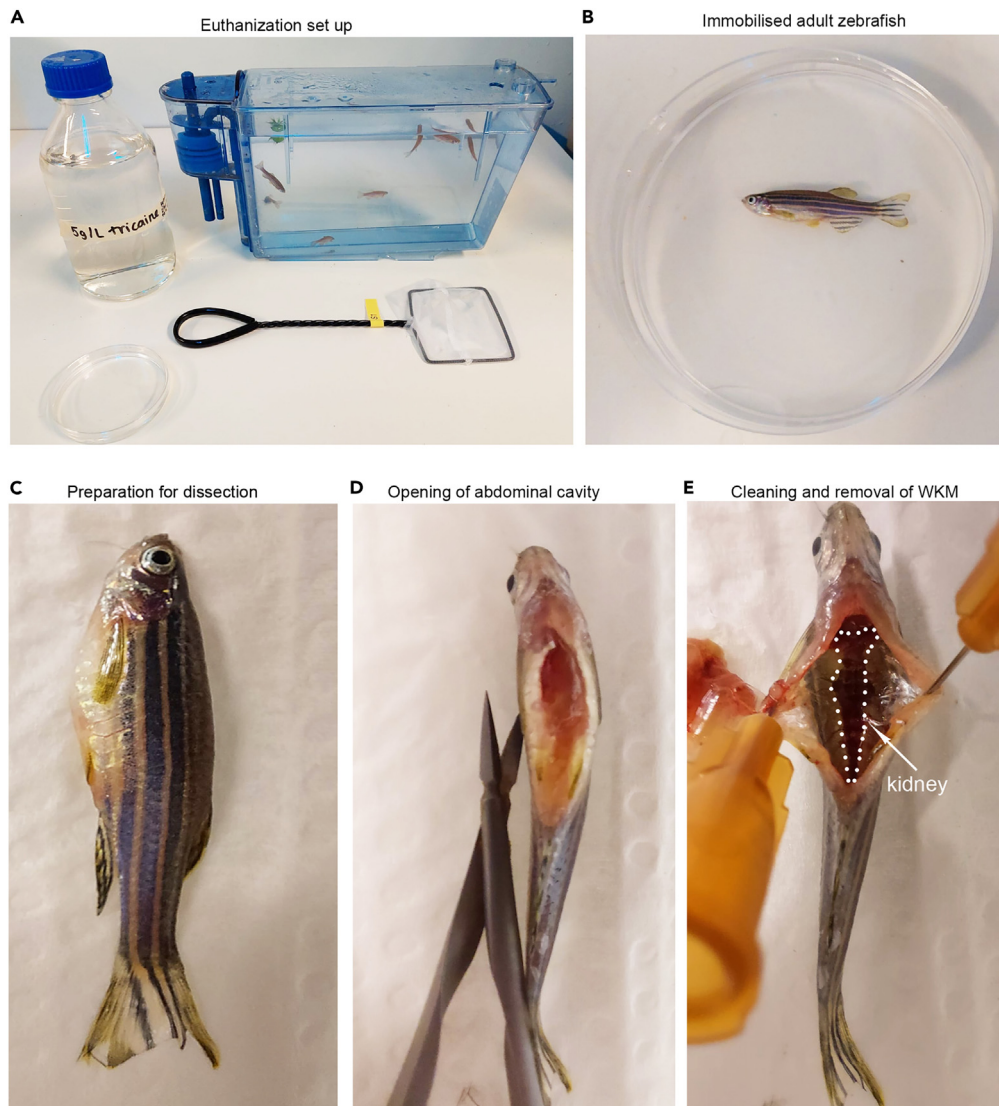 A
Euthanization set up
B
Immobilised adult zebrafish
5g/L tricaine
C
Preparation for dissection
D
Opening of abdominal cavity
E
Cleaning and removal of WKM
kidney